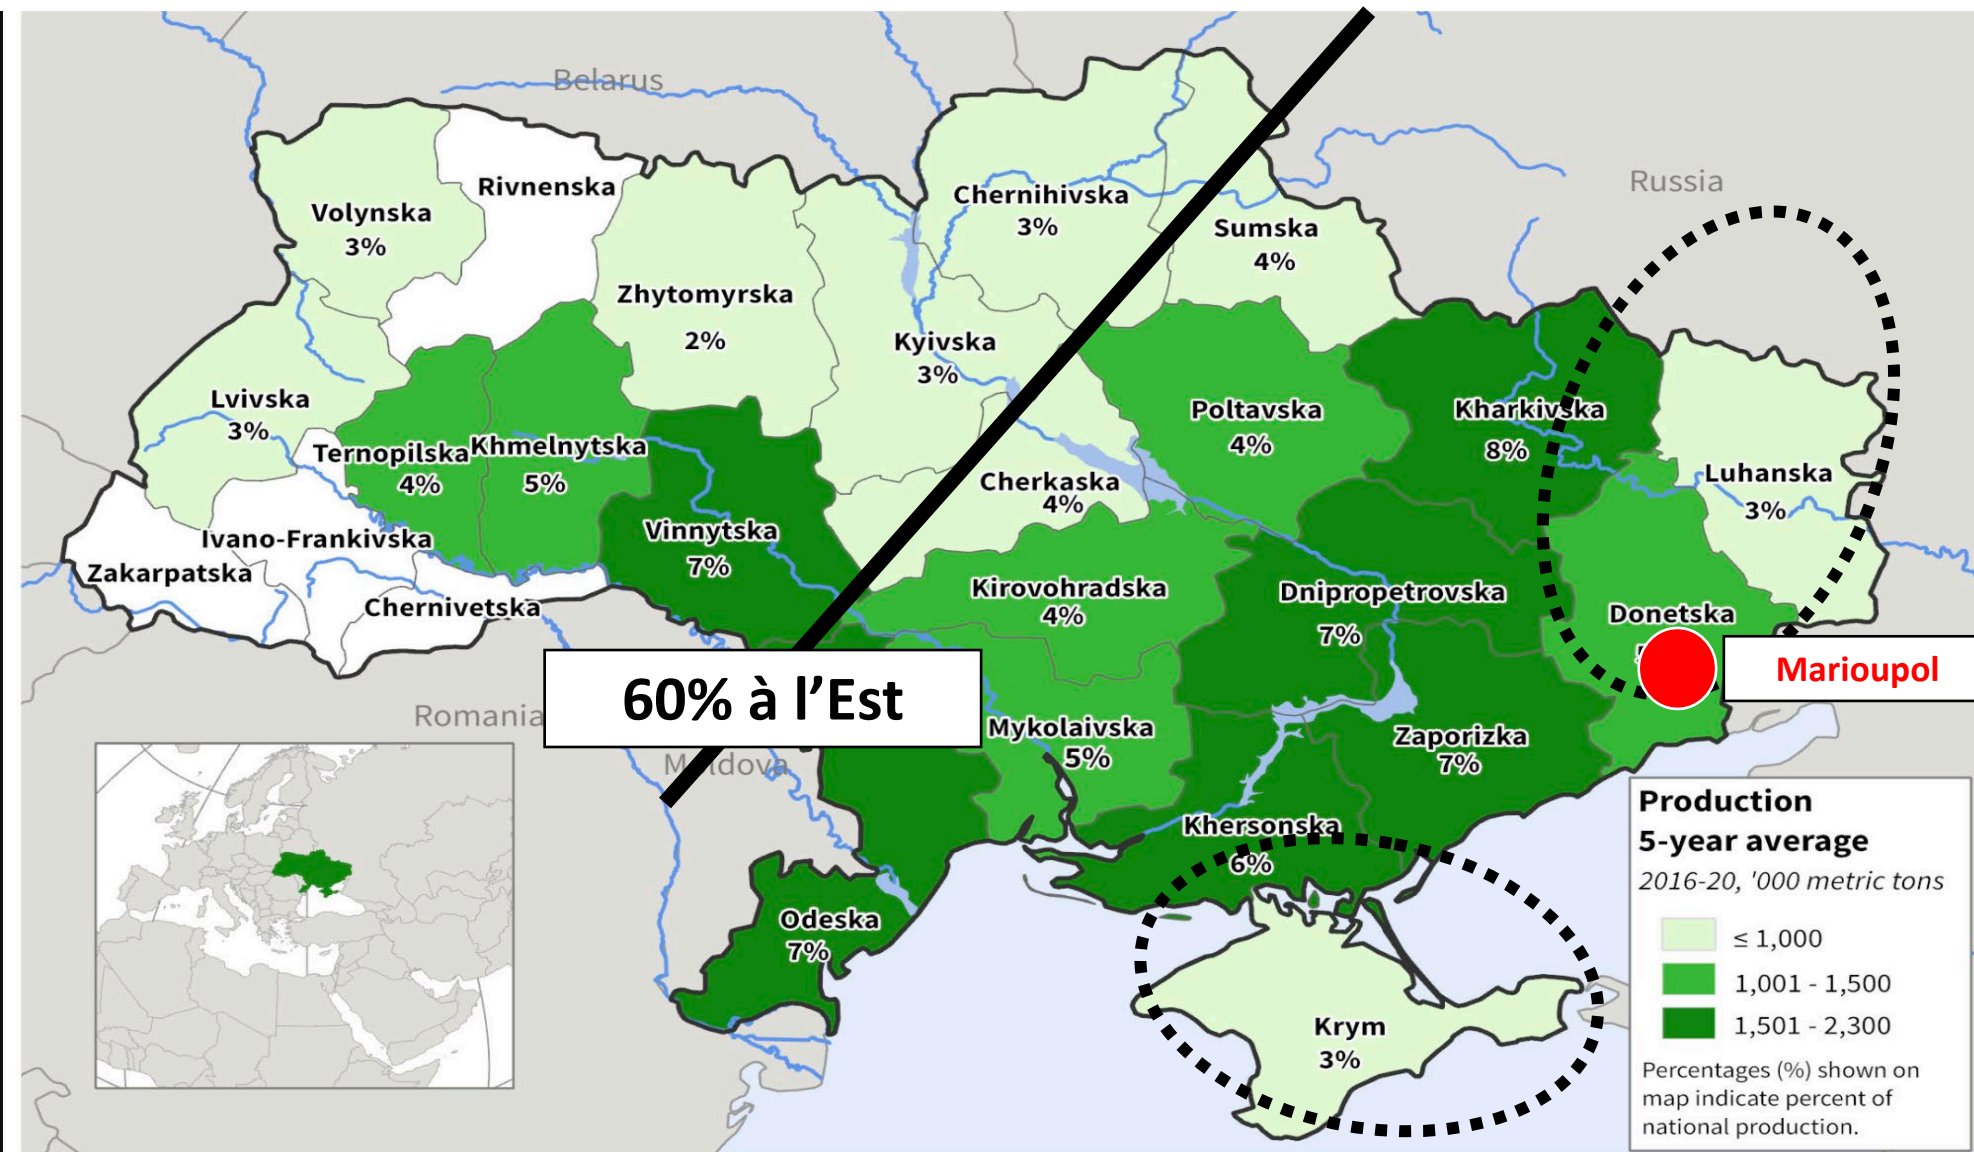 Belarus
Russia
Rivnenska
Volynska
3%
Chernihivska
3%
Sumska
4%
Zhytomyrska
2%
Kyivska
3%
Lvivska
3%
Ternopilska
4%
Khmelnytska
5%
Poltavska
4%
Kharkivska
8%
Luhanska
3%
Cherkaska
4%
Vinnytska
7%
Ivano-Frankivska
Zakarpatska
Chernivetska
Kirovohradska
4%
Dnipropetrovska
7%
Donetska
Marioupol
60% à l’Est
Romania
Moldova
Mykolaivska
5%
Zaporizka
7%
Khersonska
6%
Odeska
7%
Krym
3%
Production
5-year average
2016-20, '000 metric tons
≤ 1,000
1,001 - 1,500
1,501 - 2,300
Percentages (%) shown on
map indicate percent of
national production.